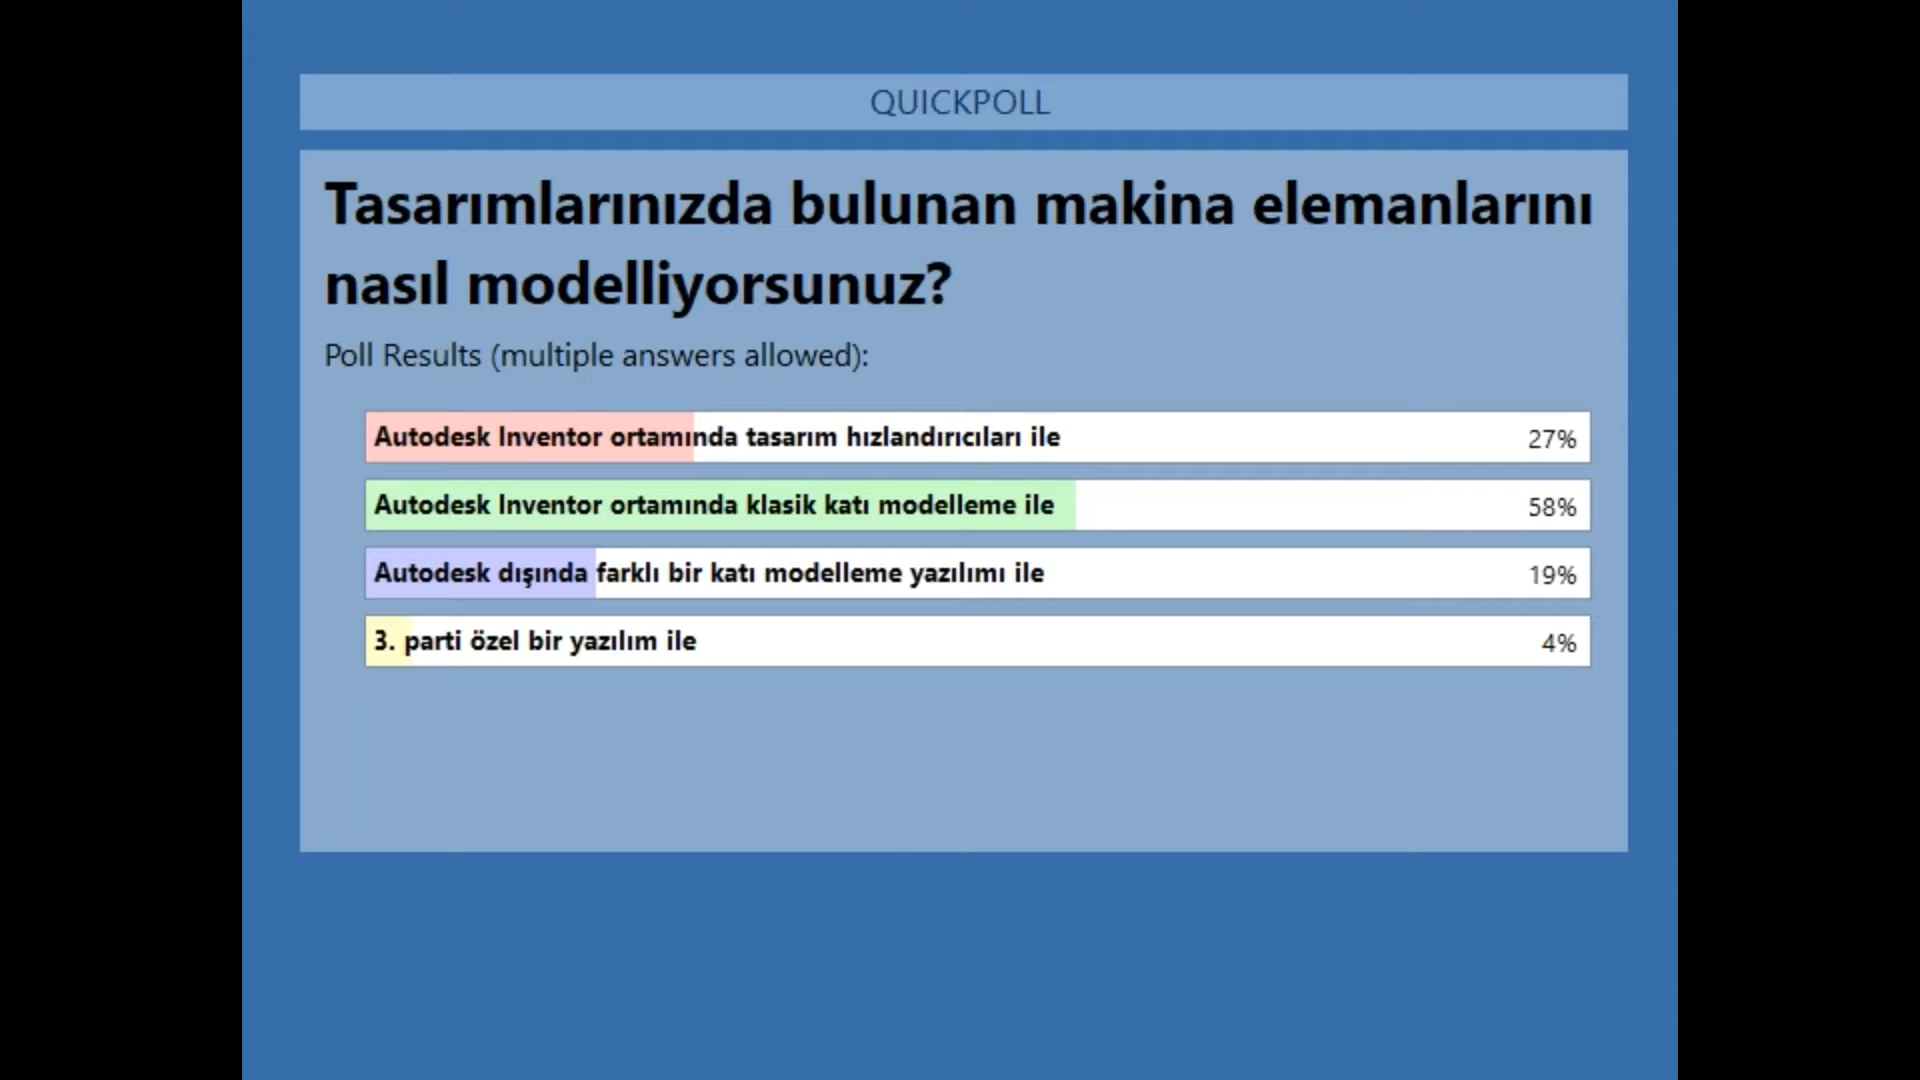 QUICKPOLL
Tasarımlarınızda bulunan makina elemanlarını
nasıl modelliyorsunuz?
Poll Results (multiple answers allowed):
Autodesk Inventor ortamında tasarım hızlandırıcıları ile 27%
Autodesk Inventor ortamında klasik katı modelleme ile 58%
Autodesk dışında farklı bir katı modelleme yazılımı ile 19%
3. parti özel bir yazılım ile 4%